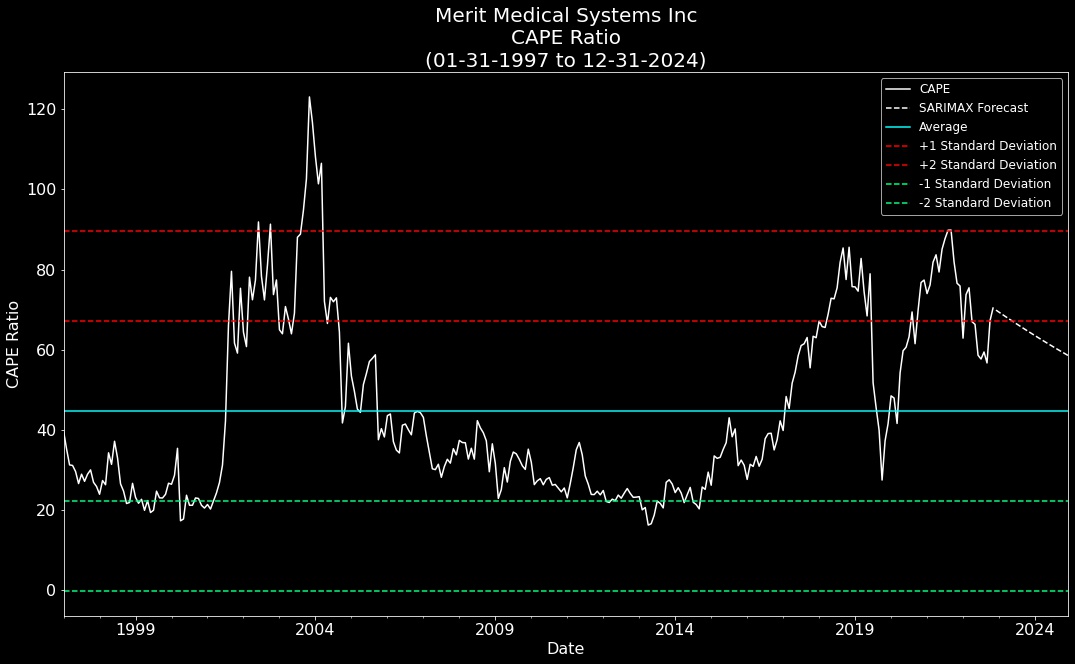 Merit Medical Systems Inc
CAPE Ratio
(01-31-1997 to 12-31-2024)
CAPE
SARIMAX Forecast
Average
+1 Standard Deviation
+2 Standard Deviation
-1 Standard Deviation
-2 Standard Deviation
CAPE Ratio
120
100
80
60
40
20
0
1999 2004 2009 2014 2019 2024
Date